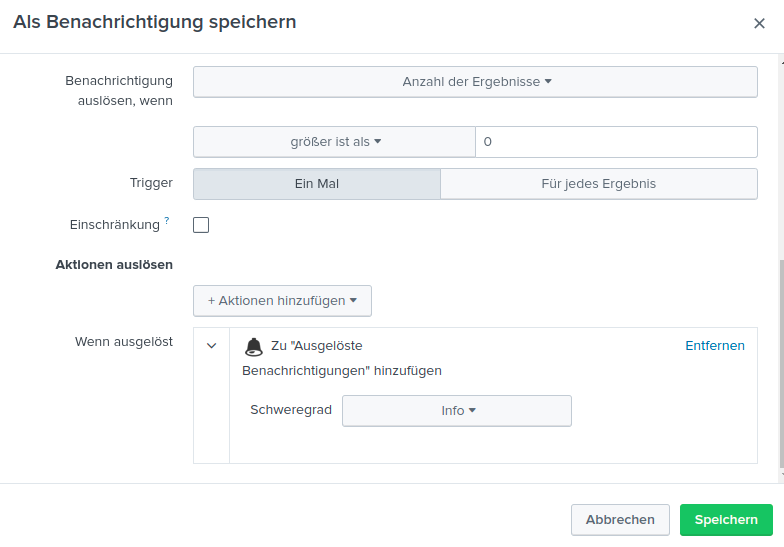 Als Benachrichtigung speichern
Benachrichtigung
auslösen, wenn
Anzahl der Ergebnisse
größer ist als
0
Trigger
Ein Mal
Für jedes Ergebnis
Einschränkung ?
Aktionen auslösen
+ Aktionen hinzufügen
Wenn ausgelöst
Zu "Ausgelöste
Entfernen
Benachrichtigungen" hinzufügen
Schweregrad
Info
Abbrechen
Speichern